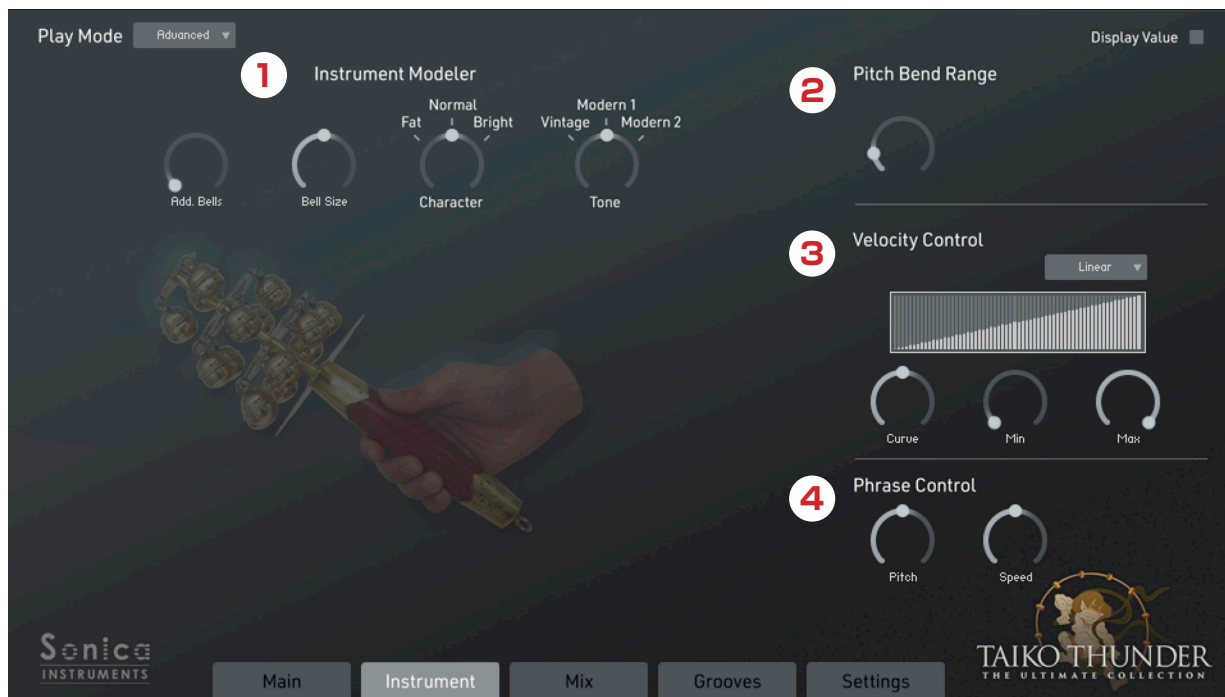 Play Mode
Advanced
Display Value
1
Instrument Modeler
Fat
Normal
Bright
Vintage
Modern 1
Modern 2
Add. Bells
Bell Size
Character
Tone
2
Pitch Bend Range
3
Velocity Control
Linear
Curve
Min
Max
4
Phrase Control
Pitch
Speed
Sonica
INSTRUMENTS
Main
Instrument
Mix
Grooves
Settings
TAIKO THUNDER
THE ULTIMATE COLLECTION